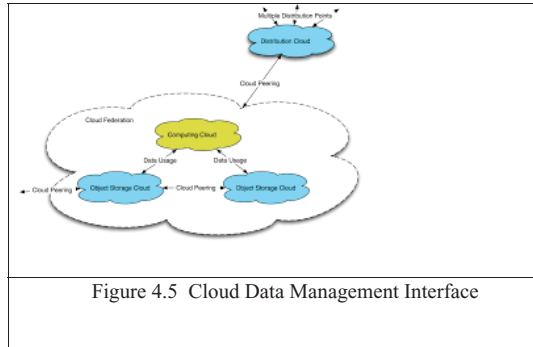 Multiple Distribution Points
Distribution Cloud
Cloud Peering
Cloud Federation
Computing Cloud
Data Usage
Data Usage
Cloud Peering
Object Storage Cloud
Cloud Peering
Object Storage Cloud
Figure 4.5 Cloud Data Management Interface